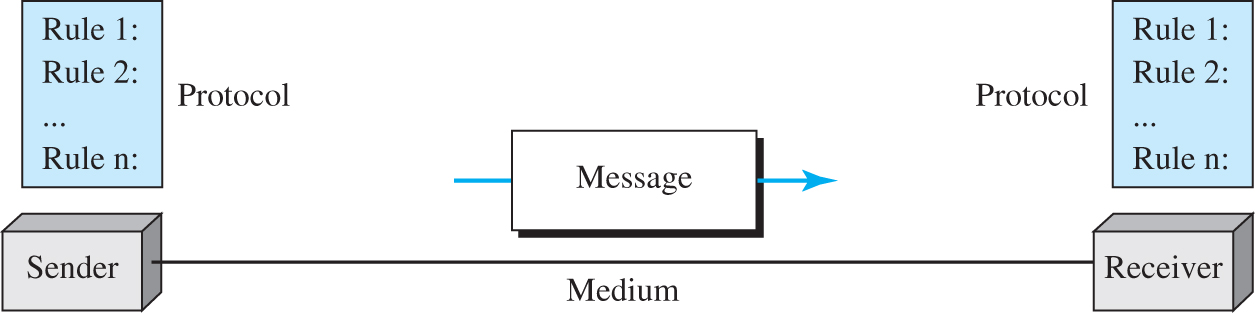 Rule 1:
Rule 2:
...
Rule n:
Protocol
Message
Protocol
Rule 1:
Rule 2:
...
Rule n:
Sender
Medium
Receiver